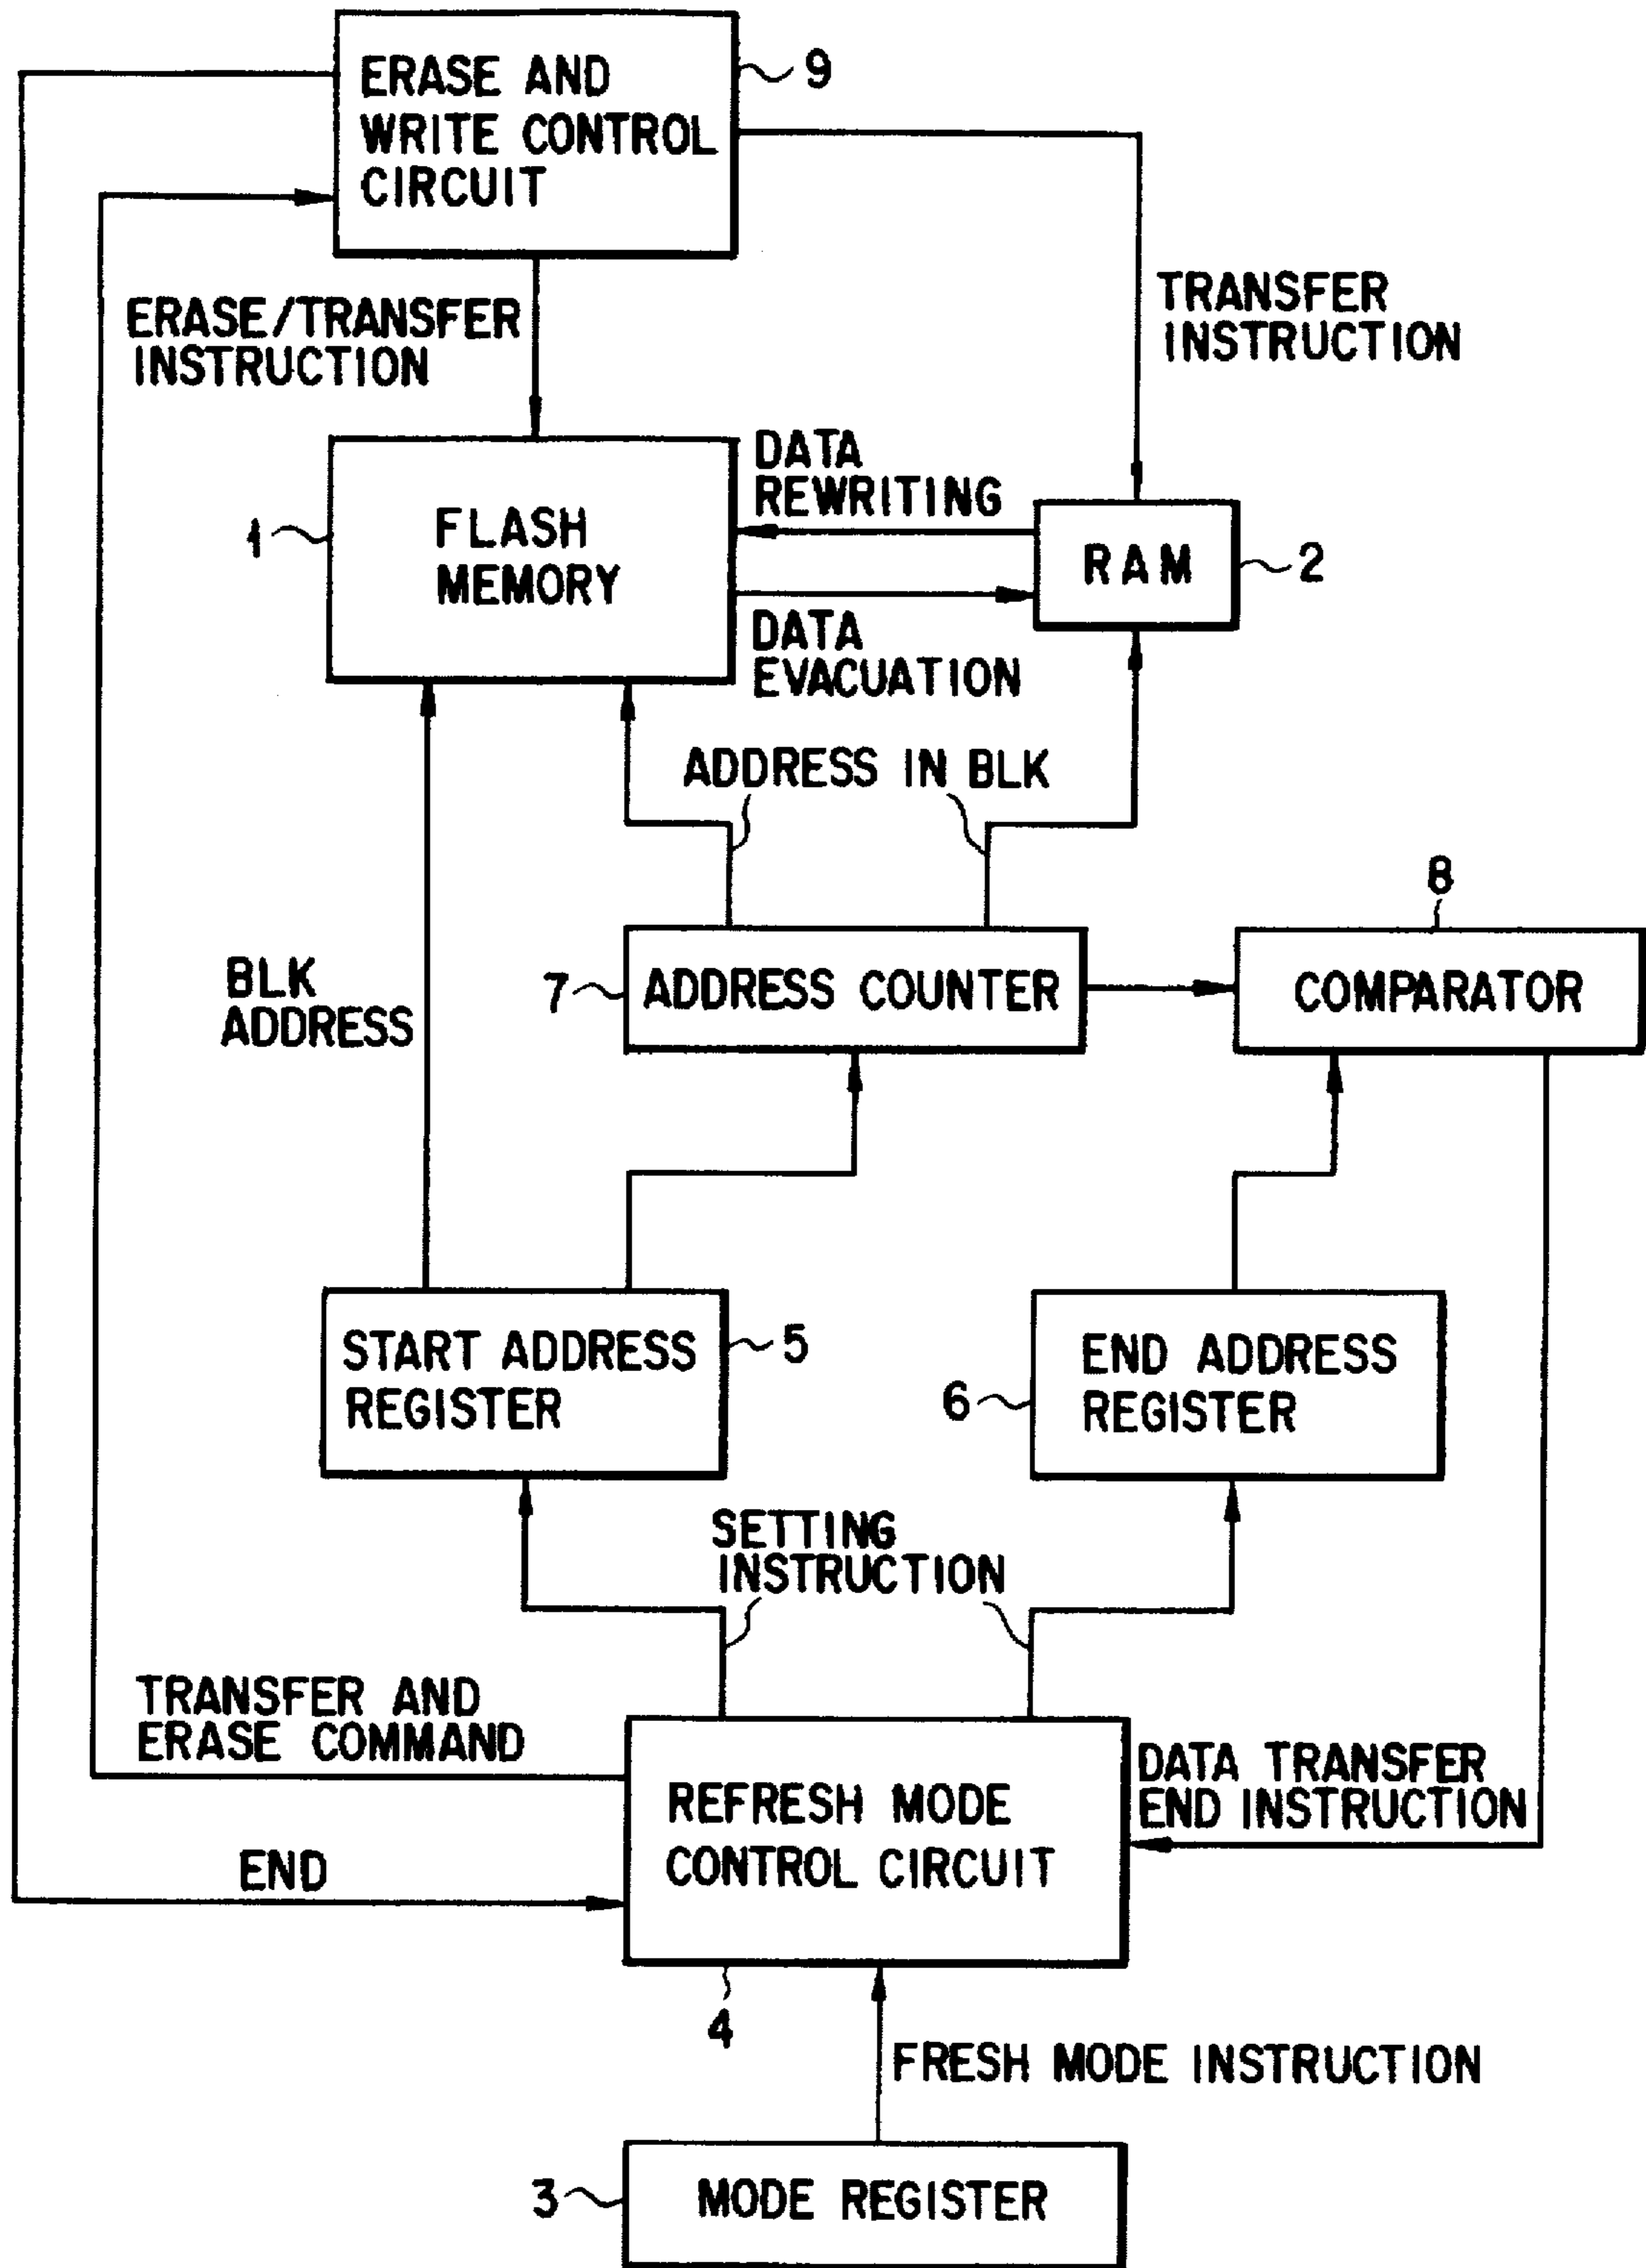 ERASE AND
WRITE CONTROL
CIRCUIT
9
ERASE/TRANSFER
INSTRUCTION
TRANSFER
INSTRUCTION
DATA
REWRITING
1
FLASH
MEMORY
RAM
2
DATA
EVACUATION
ADDRESS IN BLK
8
BLK
ADDRESS
7
ADDRESS COUNTER
COMPARATOR
START ADDRESS
REGISTER
5
6
END ADDRESS
REGISTER
SETTING
INSTRUCTION
TRANSFER AND
ERASE COMMAND
REFRESH MODE
CONTROL CIRCUIT
DATA TRANSFER
END INSTRUCTION
END
4
FRESH MODE INSTRUCTION
3
MODE REGISTER